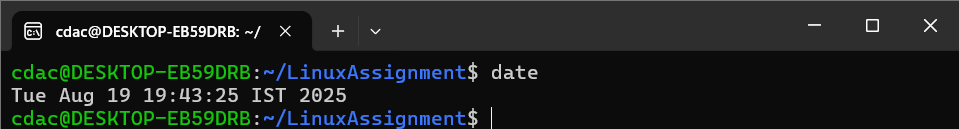 cdac@DESKTOP-EB59DRB: ~/
cdac@DESKTOP-EB59DRB:~/LinuxAssignment$ date
Tue Aug 19 19:43:25 IST 2025
cdac@DESKTOP-EB59DRB:~/LinuxAssignment$